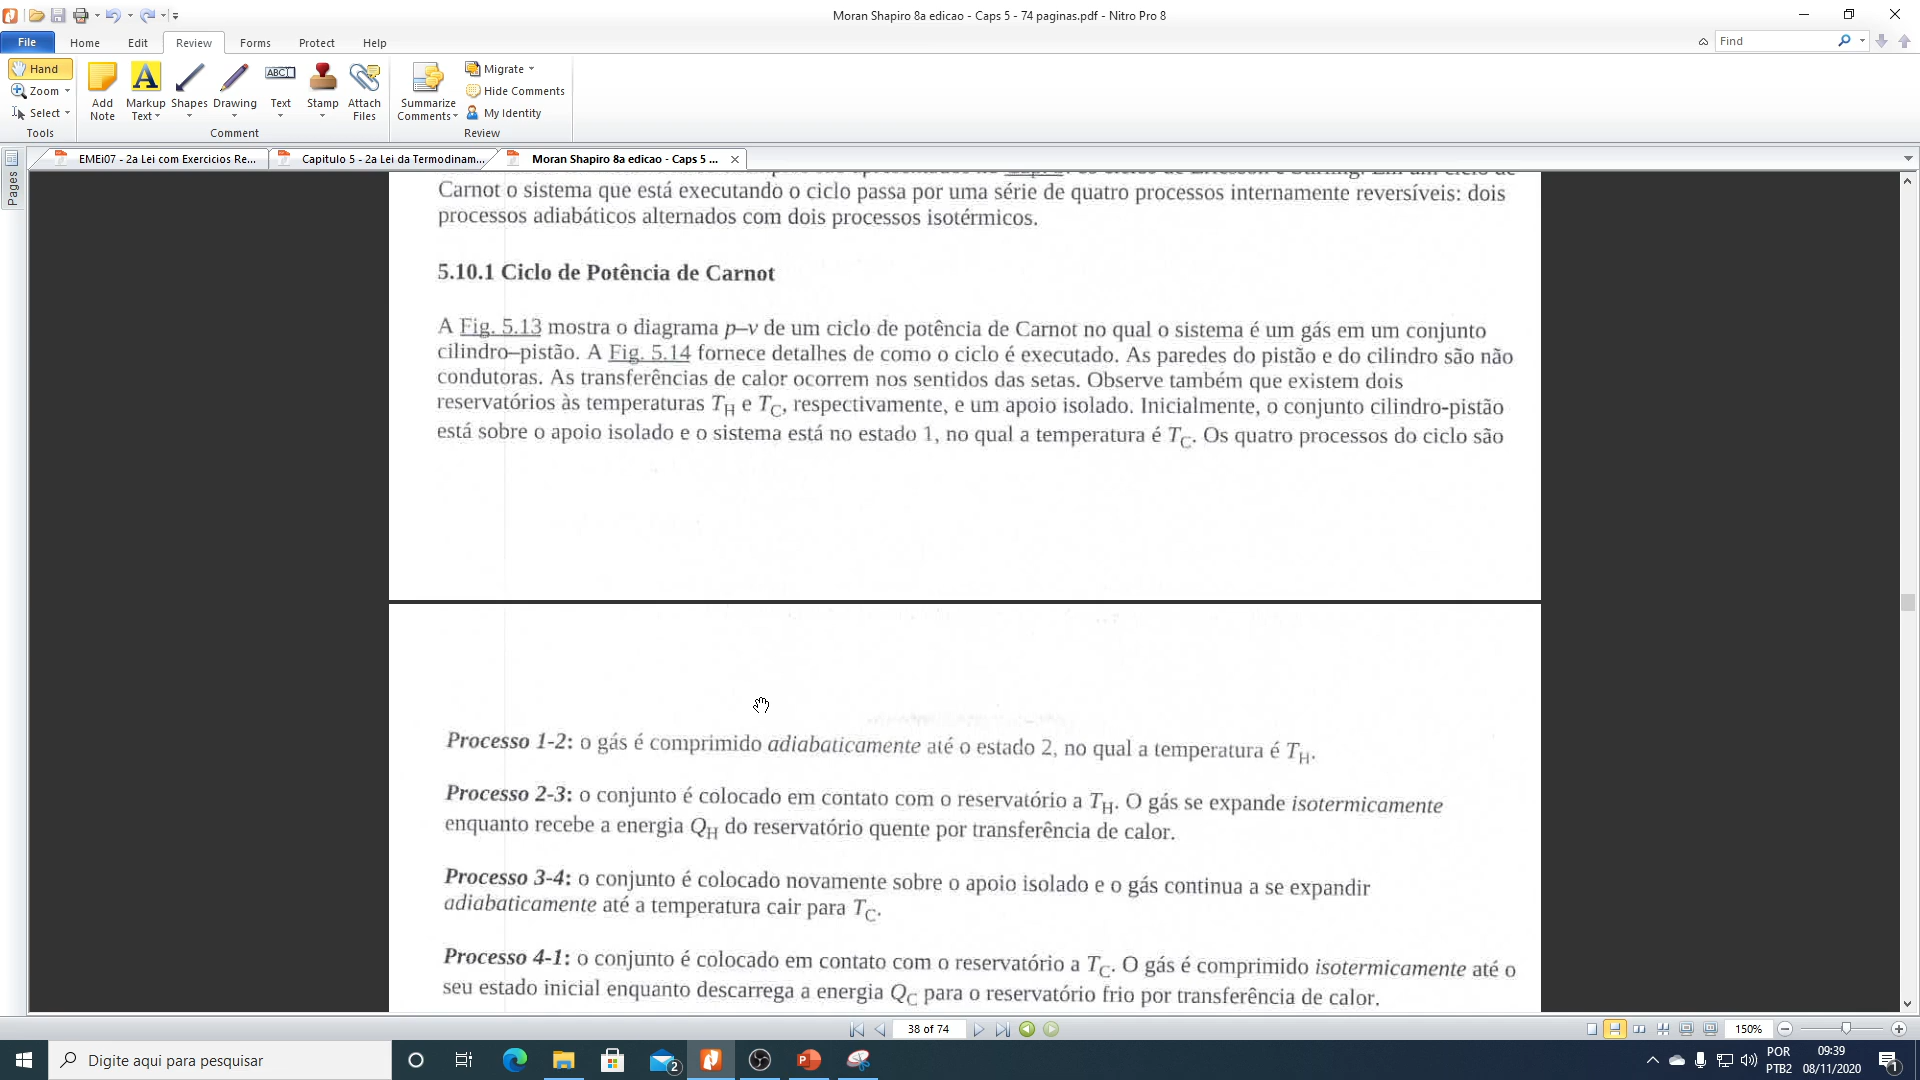 Moran Shapiro 8a edicao - Caps 5 - 74 paginas.pdf - Nitro Pro 8
File Home Edit Review Forms Protect Help
Find
Hand
Zoom
Select
Tools
Add Note
Markup Text
Shapes
Drawing
Text
Stamp
Attach Files
Comment
Summarize Comments
Migrate
Hide Comments
My Identity
Review
EMEi07 - 2a Lei com Exercicios Re...
Capitulo 5 - 2a Lei da Termodinam...
Moran Shapiro 8a edicao - Caps 5 ...
Pages
Carnot o sistema que está executando o ciclo passa por uma série de quatro processos internamente reversíveis: dois
processos adiabáticos alternados com dois processos isotérmicos.
5.10.1 Ciclo de Potência de Carnot
A Fig. 5.13 mostra o diagrama p–v de um ciclo de potência de Carnot no qual o sistema é um gás em um conjunto
cilindro–pistão. A Fig. 5.14 fornece detalhes de como o ciclo é executado. As paredes do pistão e do cilindro são não
condutoras. As transferências de calor ocorrem nos sentidos das setas. Observe também que existem dois
reservatórios às temperaturas TH e TC, respectivamente, e um apoio isolado. Inicialmente, o conjunto cilindro-pistão
está sobre o apoio isolado e o sistema está no estado 1, no qual a temperatura é TC. Os quatro processos do ciclo são
Processo 1-2: o gás é comprimido adiabaticamente até o estado 2, no qual a temperatura é TH.
Processo 2-3: o conjunto é colocado em contato com o reservatório a TH. O gás se expande isotermicamente
enquanto recebe a energia QH do reservatório quente por transferência de calor.
Processo 3-4: o conjunto é colocado novamente sobre o apoio isolado e o gás continua a se expandir
adiabaticamente até a temperatura cair para TC.
Processo 4-1: o conjunto é colocado em contato com o reservatório a TC. O gás é comprimido isotermicamente até o
seu estado inicial enquanto descarrega a energia QC para o reservatório frio por transferência de calor.
38 of 74
150%
Digite aqui para pesquisar
2
POR
PTB2
09:39
08/11/2020
1